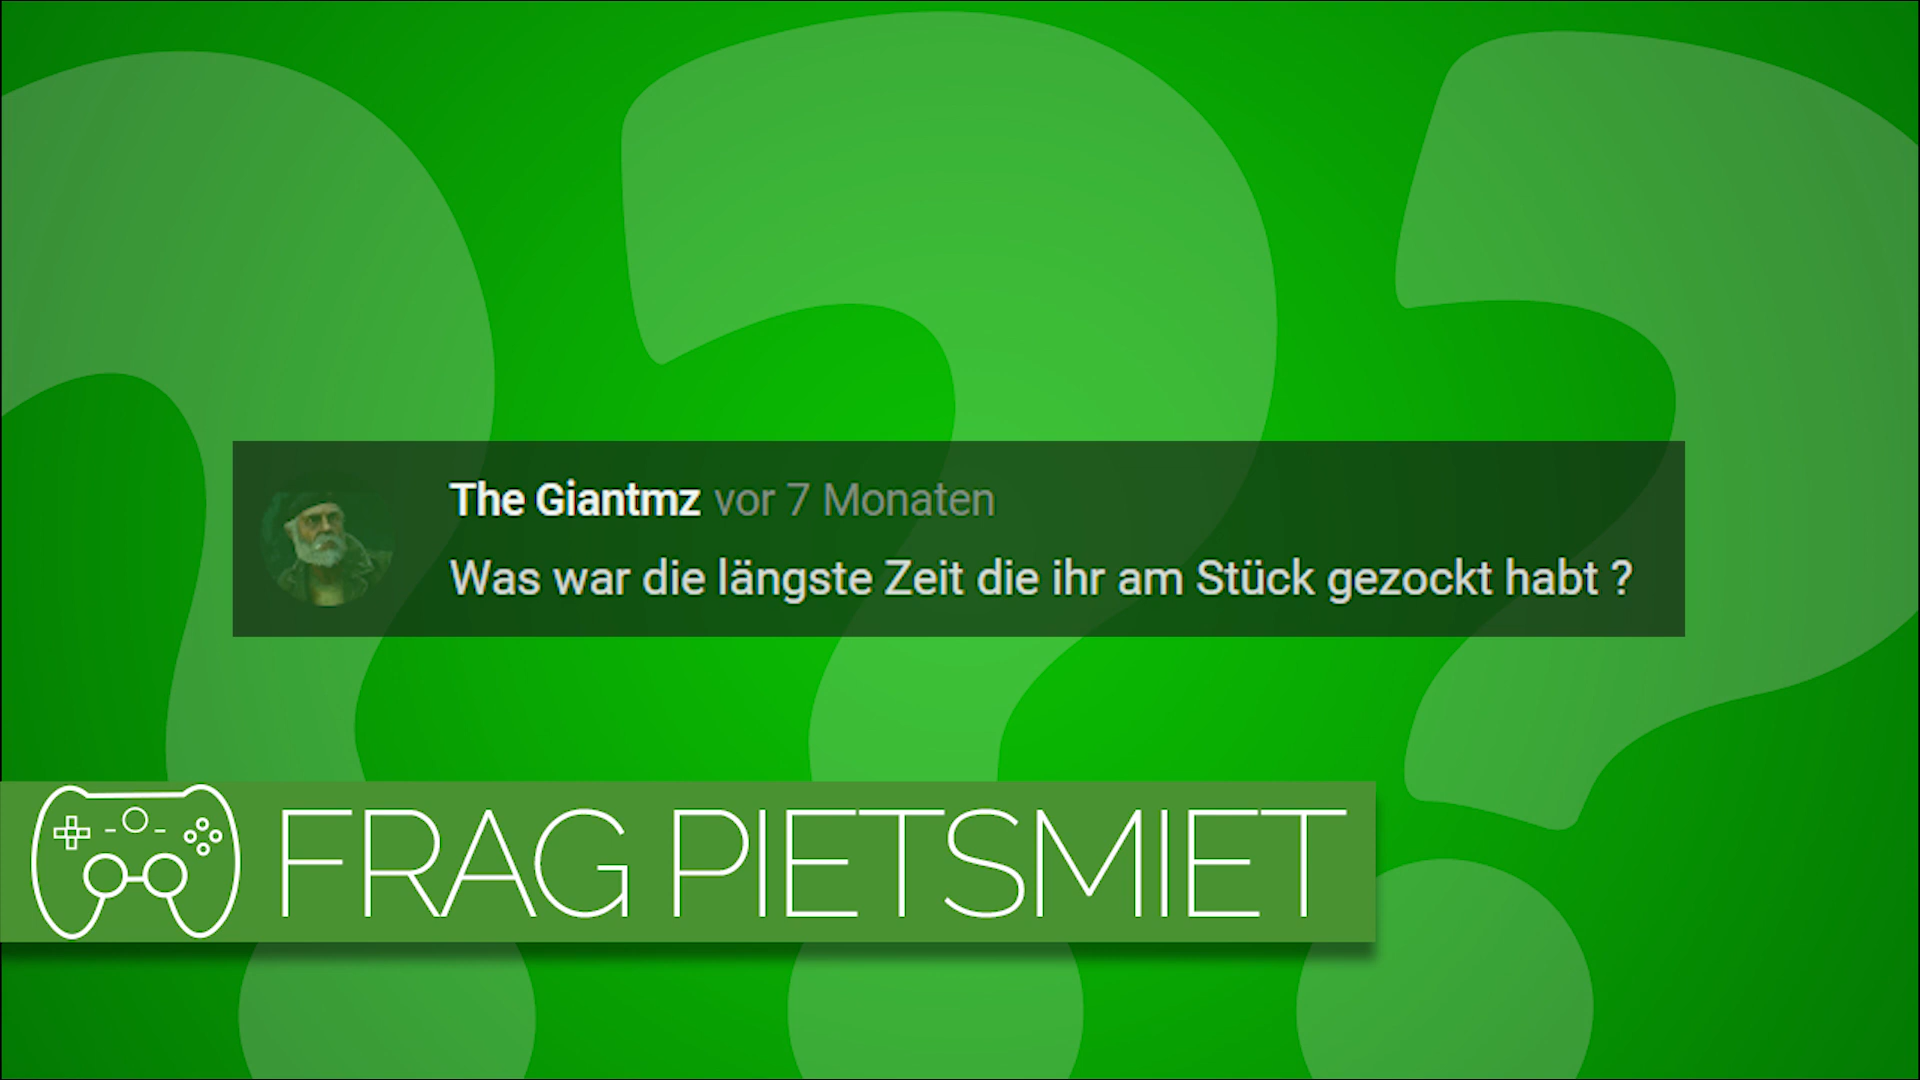 The Giantmz vor 7 Monaten
Was war die längste Zeit die ihr am Stück gezockt habt ?
FRAG PIETSMIET